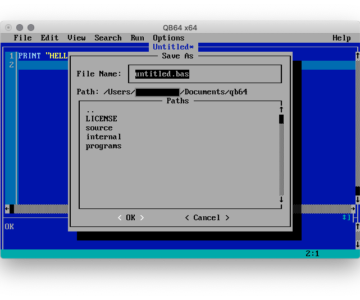 QB64 x64
File Edit View Search Run Options Help
Untitled*
1 PRINT "HELL
2
Save As
File Name: untitled.bas
Path: /Users/ /Documents/qb64
Paths
..
LICENSE
source
internal
programs
< OK > < Cancel >
OK
2:1